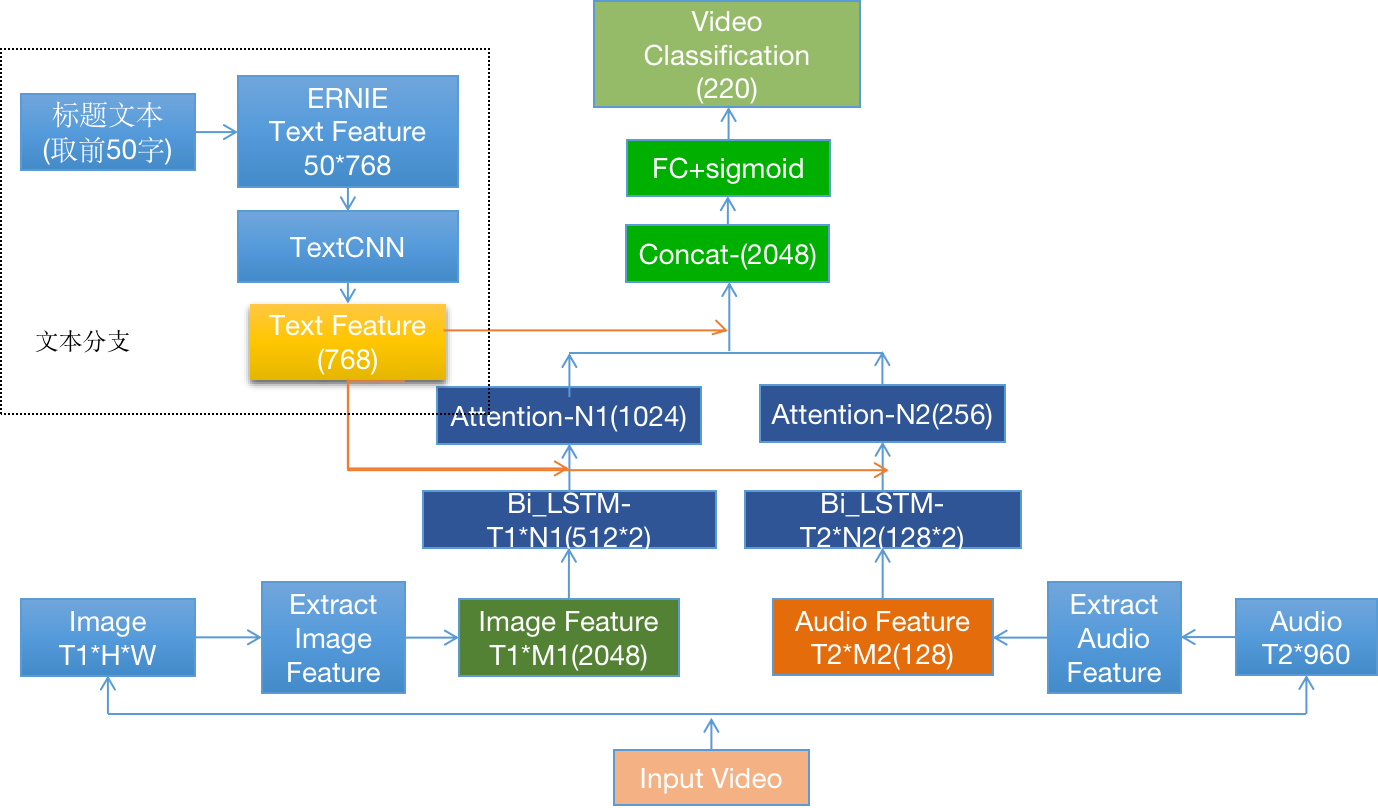 Video
Classification
(220)
标题文本
(取前50字)
ERNIE
Text Feature
50*768
FC+sigmoid
TextCNN
Concat-(2048)
Text Feature
(768)
文本分支
Attention-N1(1024)
Attention-N2(256)
Bi_LSTM-
T1*N1(512*2)
Bi_LSTM-
T2*N2(128*2)
Image
T1*H*W
Extract
Image
Feature
Image Feature
T1*M1(2048)
Audio Feature
T2*M2(128)
Extract
Audio
Feature
Audio
T2*960
Input Video